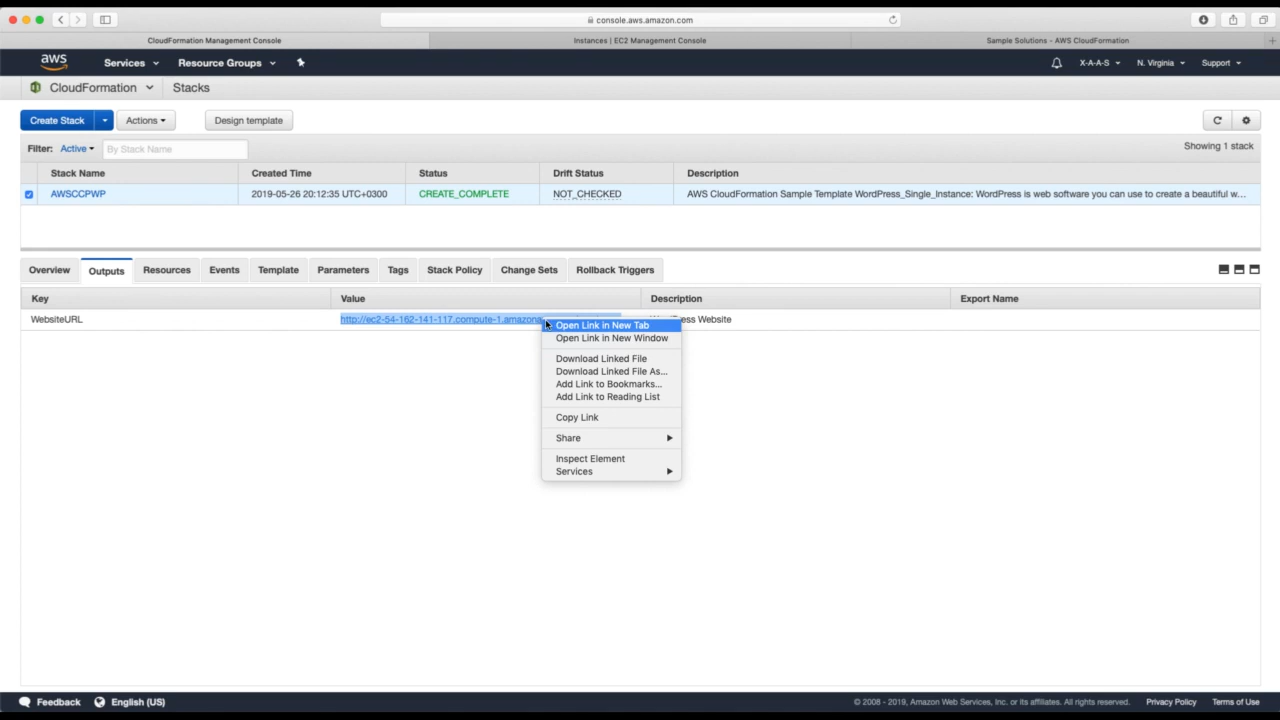 console.aws.amazon.com
CloudFormation Management Console
Instances | EC2 Management Console
Sample Solutions - AWS CloudFormation
aws Services Resource Groups X-A-A-S N. Virginia Support
CloudFormation Stacks
Create Stack Actions Design template
Filter: Active By Stack Name Showing 1 stack
Stack Name Created Time Status Drift Status Description
AWSCCPWP 2019-05-26 20:12:35 UTC+0300 CREATE_COMPLETE NOT_CHECKED AWS CloudFormation Sample Template WordPress_Single_Instance: WordPress is web software you can use to create a beautiful w...
Overview Outputs Resources Events Template Parameters Tags Stack Policy Change Sets Rollback Triggers
Key Value Description Export Name
WebsiteURL http://ec2-54-162-141-117.compute-1.amazona Website
Open Link in New Tab
Open Link in New Window
Download Linked File
Download Linked File As...
Add Link to Bookmarks...
Add Link to Reading List
Copy Link
Share
Inspect Element
Services
Feedback English (US) © 2008 - 2019, Amazon Web Services, Inc. or its affiliates. All rights reserved. Privacy Policy Terms of Use